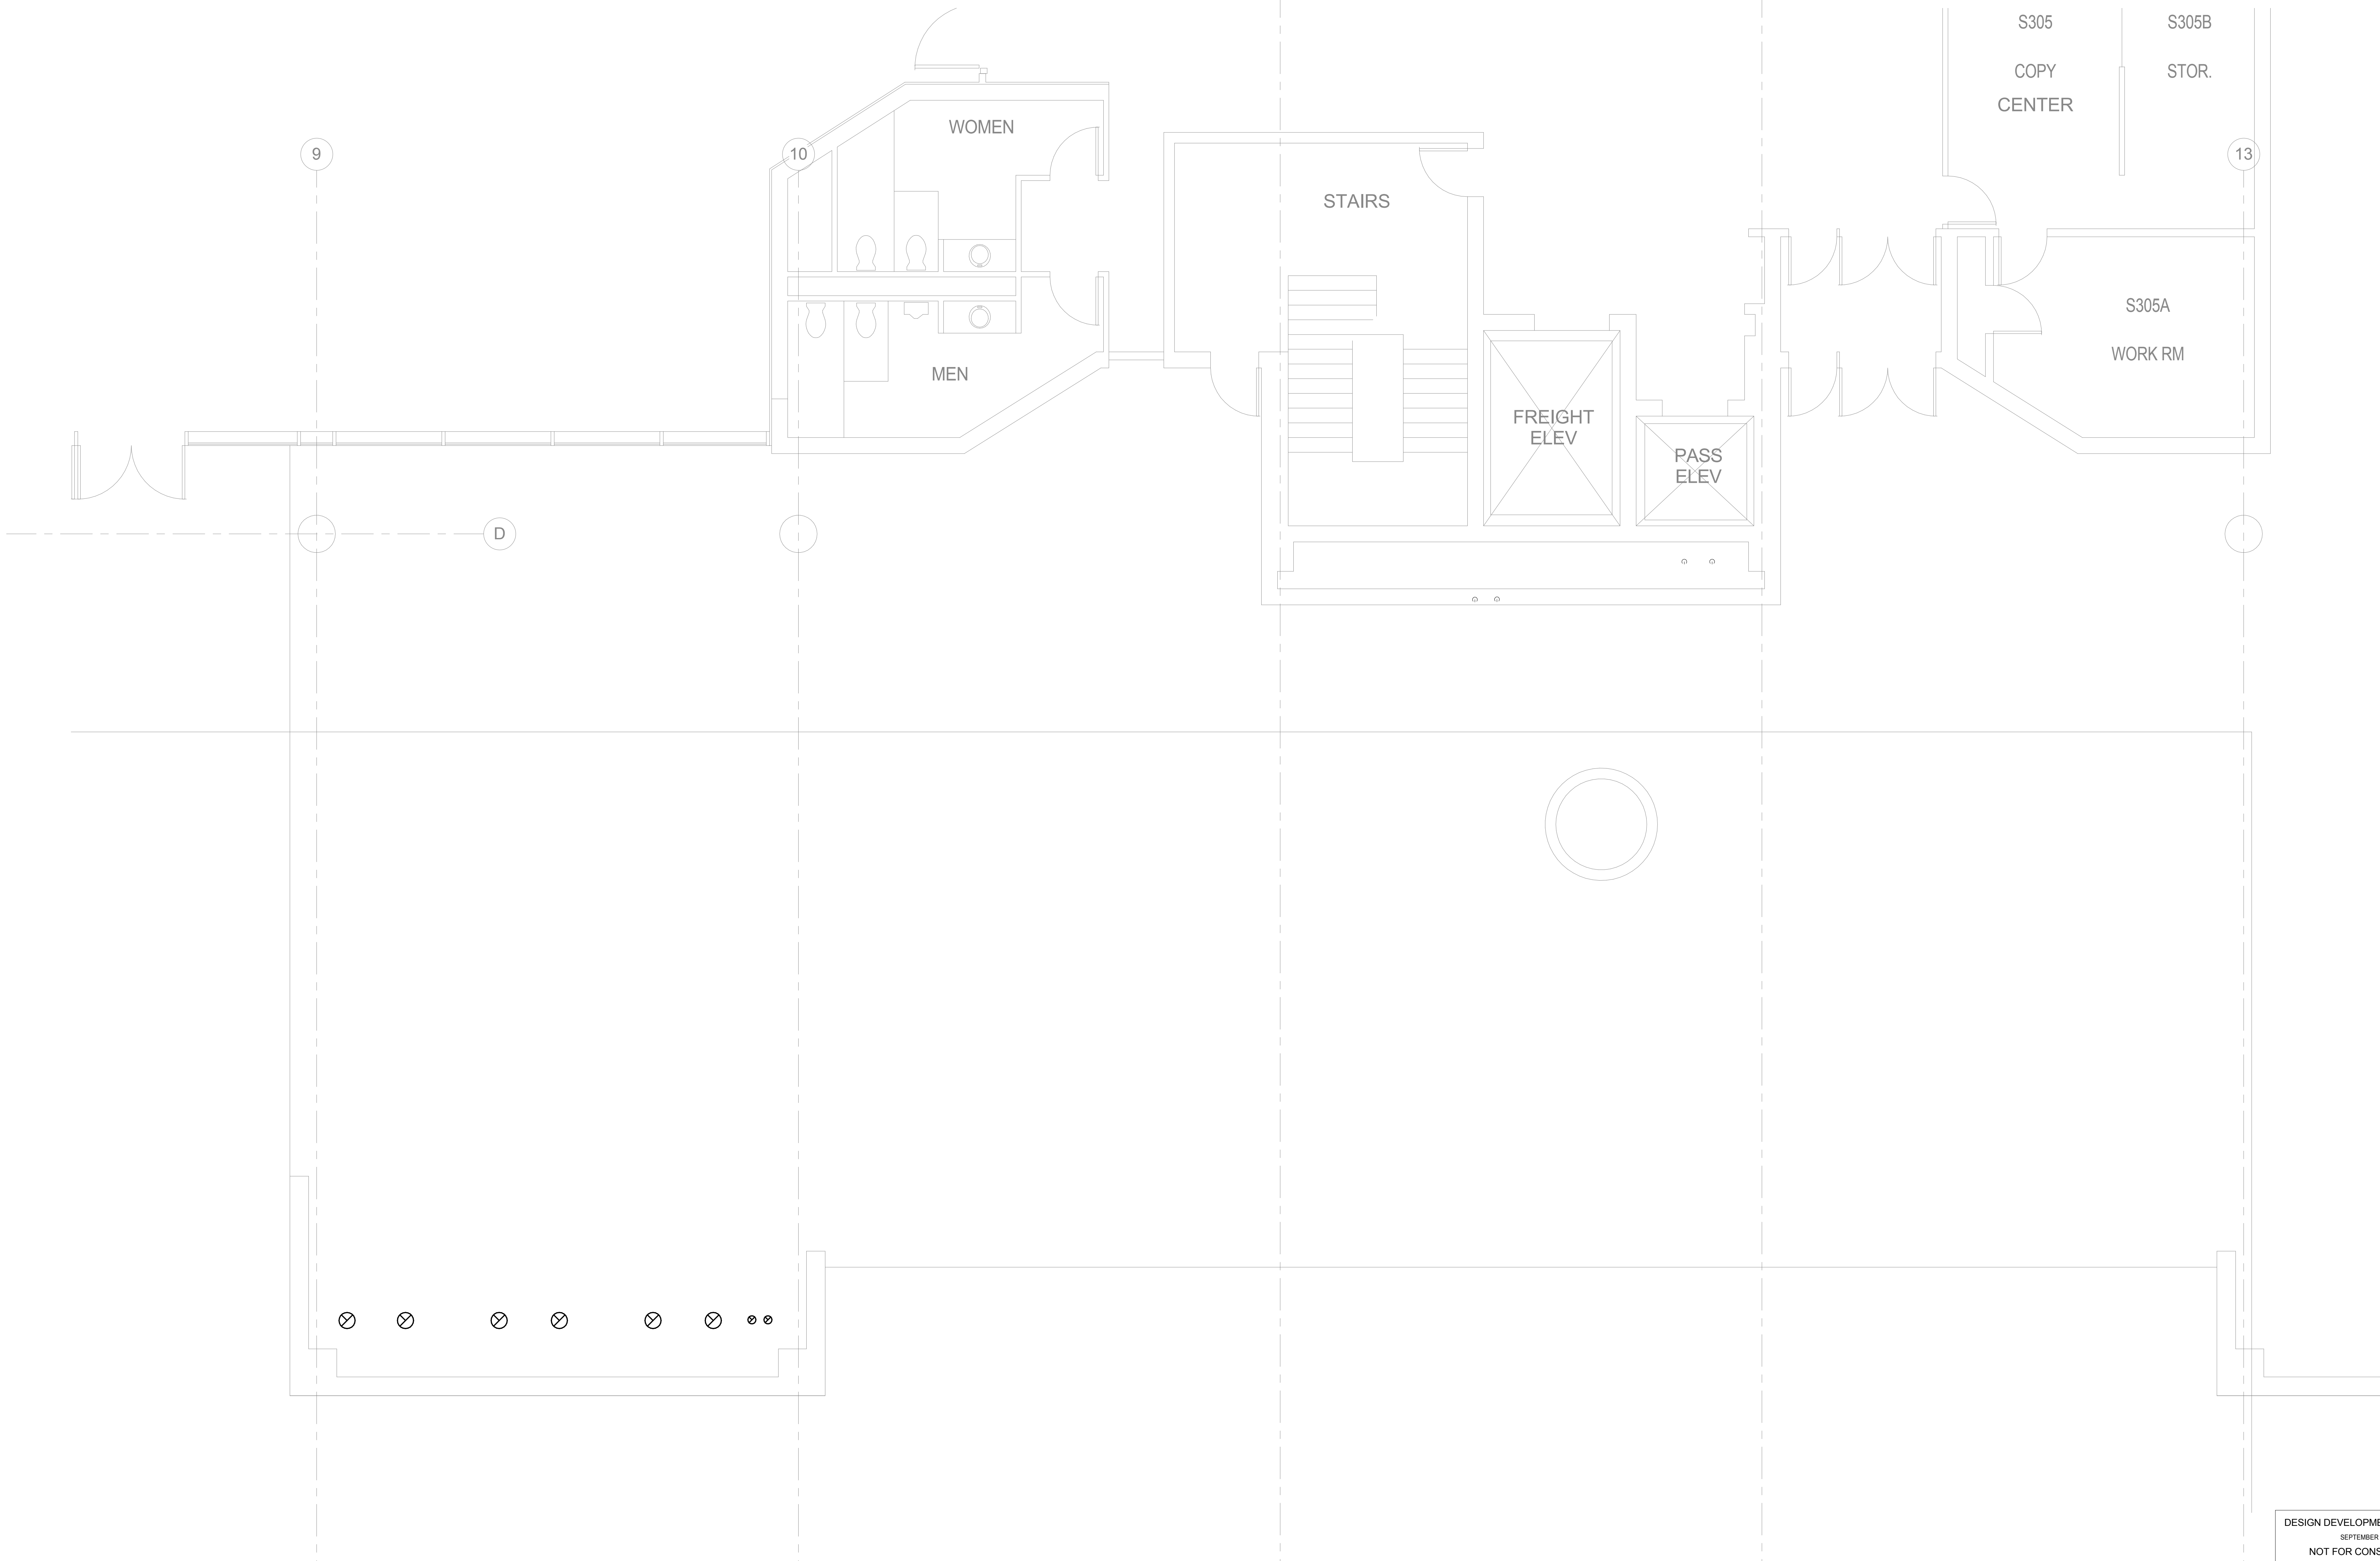 S305
COPY
CENTER
S305B
STOR.
WOMEN
9
10
13
STAIRS
S305A
WORK RM
MEN
FREIGHT
ELEV
PASS
ELEV
D
DESIGN DEVELOPME
SEPTEMBER
NOT FOR CONS